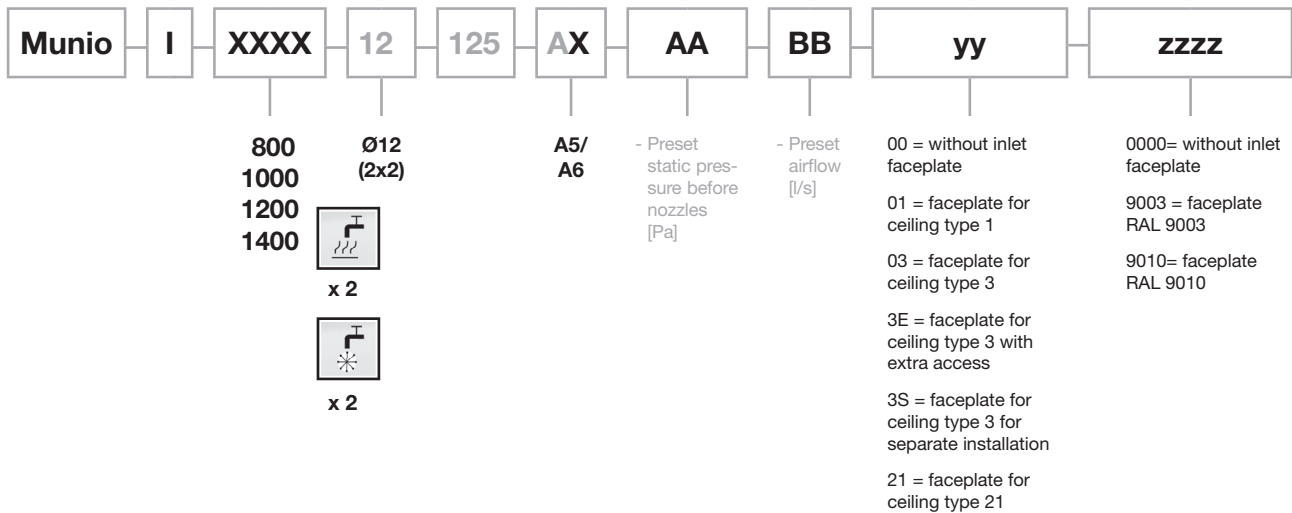 Munio I XXXX 12 125 AX AA BB yy zzzz
800
1000
1200
1400
Ø12
(2x2)
x 2
x 2
A5/
A6
- Preset
static pres-
sure before
nozzles
[Pa]
- Preset
airflow
[l/s]
00 = without inlet
faceplate
01 = faceplate for
ceiling type 1
03 = faceplate for
ceiling type 3
3E = faceplate for
ceiling type 3 with
extra access
3S = faceplate for
ceiling type 3 for
separate installation
21 = faceplate for
ceiling type 21
0000= without inlet
faceplate
9003 = faceplate
RAL 9003
9010= faceplate
RAL 9010